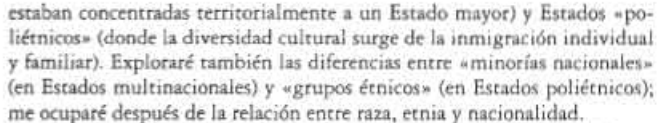 estaban concentradas territorialmente a un Estado mayor) y Estados «po-
liétnicos» (donde la diversidad cultural surge de la inmigración individual
y familiar). Exploraré también las diferencias entre «minorías nacionales»
(en Estados multinacionales) y «grupos étnicos» (en Estados poliétnicos);
me ocuparé después de la relación entre raza, etnia y nacionalidad.